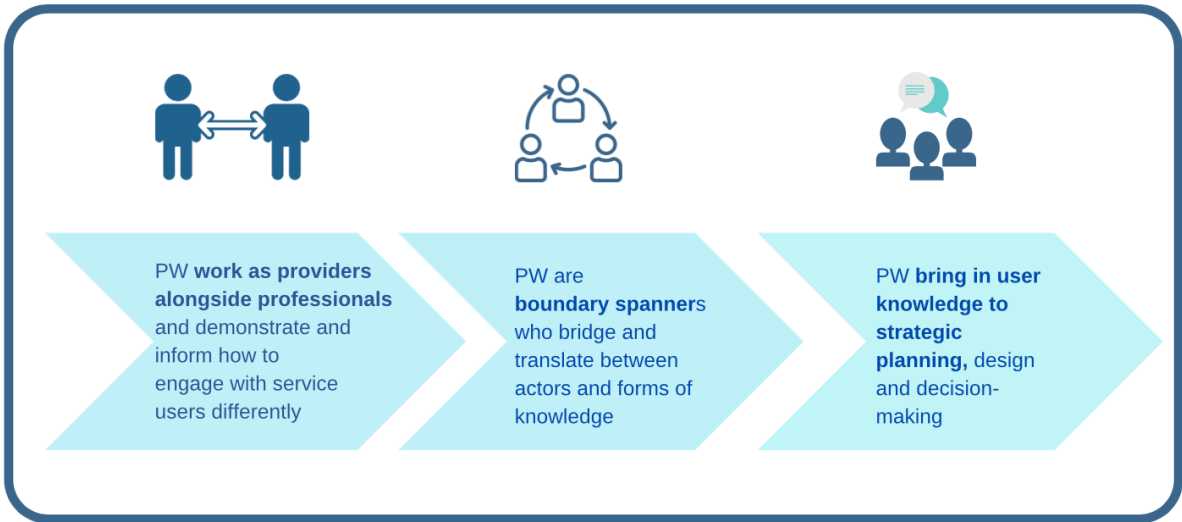 PW work as providers
alongside professionals
and demonstrate and
inform how to
engage with service
users differently
PW are
boundary spanners
who bridge and
translate between
actors and forms of
knowledge
PW bring in user
knowledge to
strategic
planning, design
and decision-
making